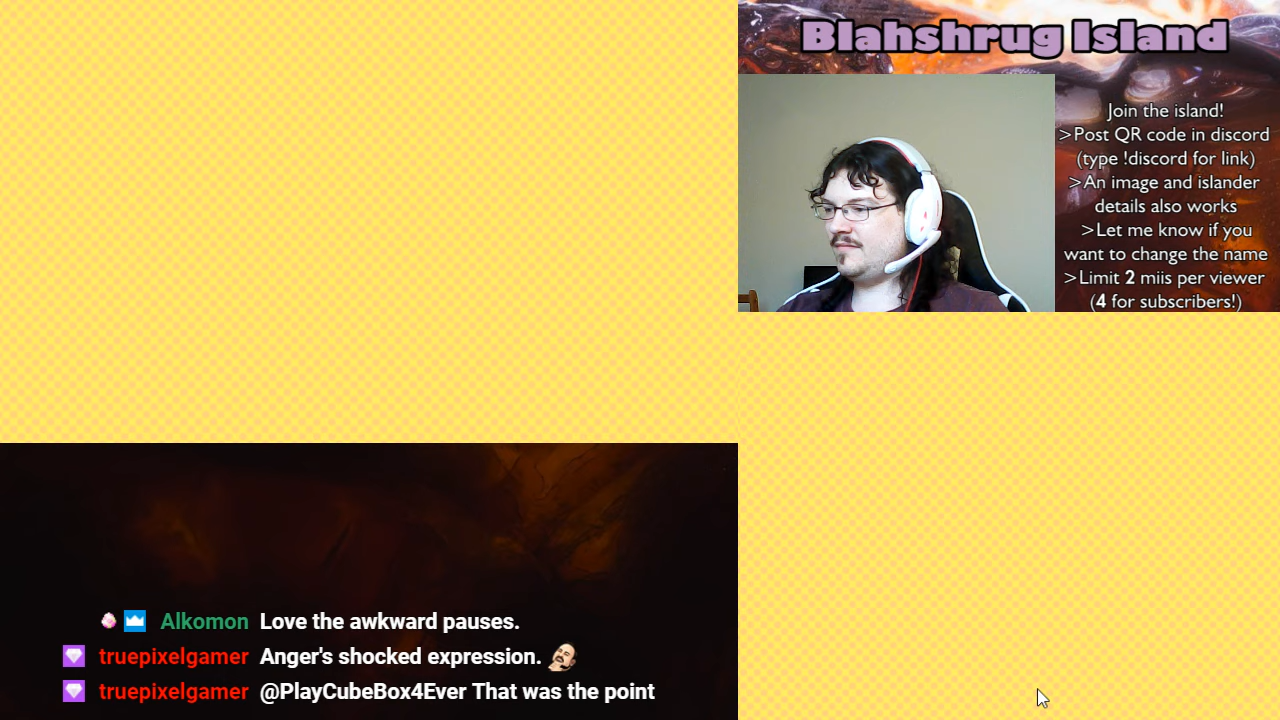 Blahshrug Island
Join the island!
>Post QR code in discord
(type !discord for link)
>An image and islander
details also works
>Let me know if you
want to change the name
>Limit 2 miis per viewer
(4 for subscribers!)
Alkomon Love the awkward pauses.
truepixelgamer Anger's shocked expression.
truepixelgamer @PlayCubeBox4Ever That was the point